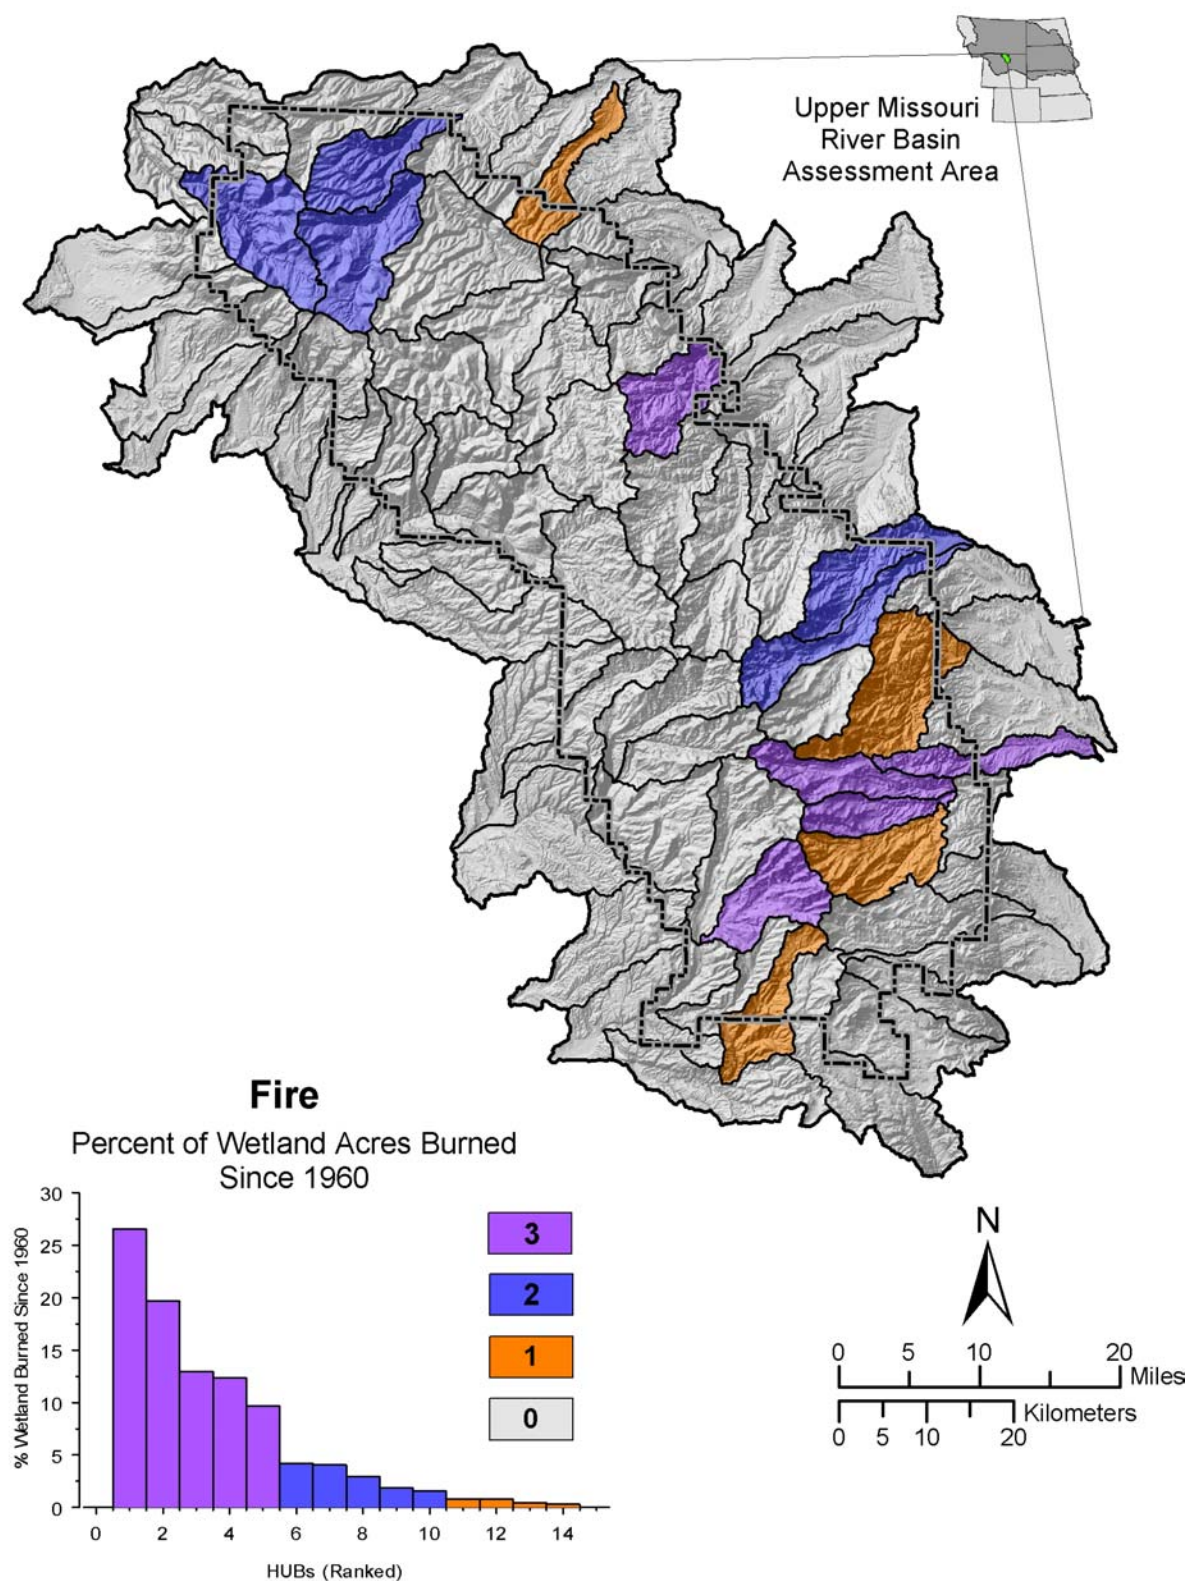 Upper Missouri
River Basin
Assessment Area
Fire
Percent of Wetland Acres Burned
Since 1960
% Wetland Burned Since 1960
30
25
20
15
10
5
0
0 2 4 6 8 10 12 14
HUBs (Ranked)
3
2
1
0
N
0 5 10 20
Miles
Kilometers
0 5 10 20